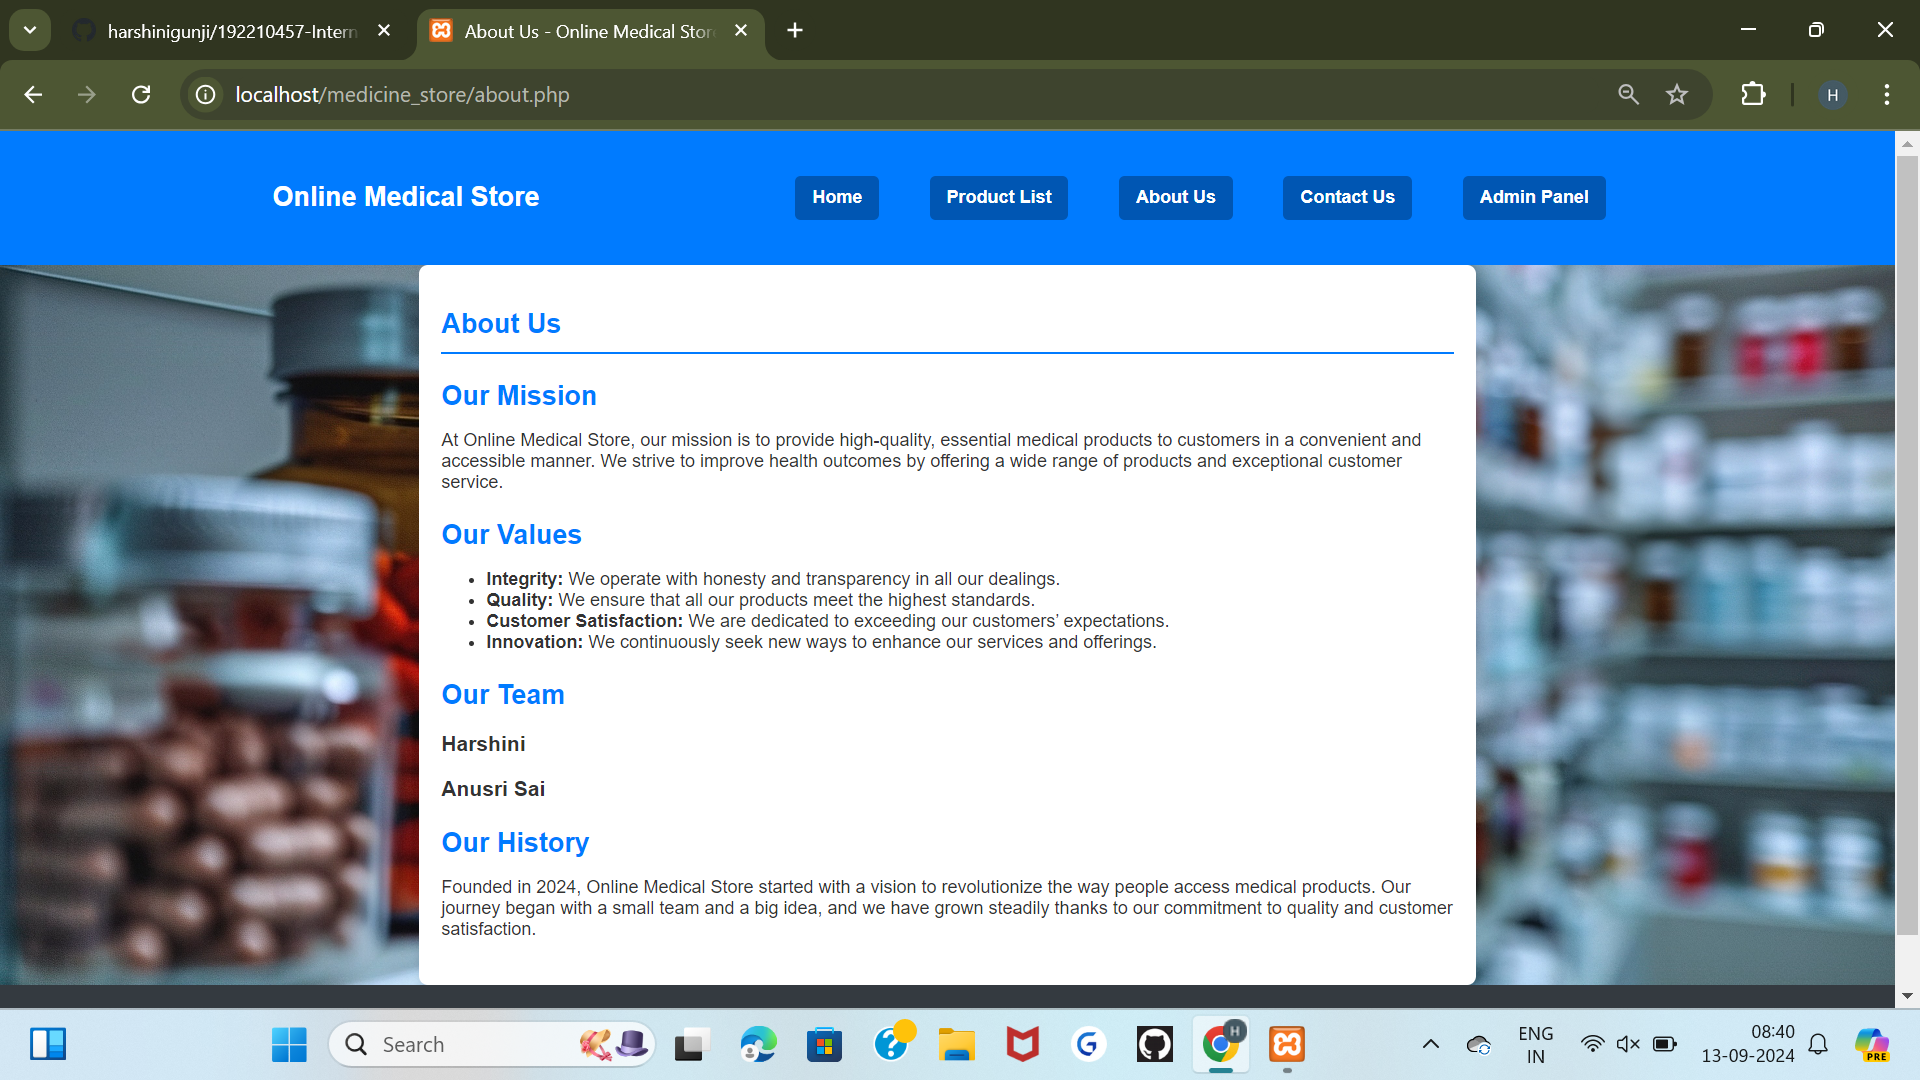 harshinigunji/192210457-Intern
About Us - Online Medical Stor
localhost/medicine_store/about.php
H
Online Medical Store
Home
Product List
About Us
Contact Us
Admin Panel
About Us
Our Mission
At Online Medical Store, our mission is to provide high-quality, essential medical products to customers in a convenient and
accessible manner. We strive to improve health outcomes by offering a wide range of products and exceptional customer
service.
Our Values
• Integrity: We operate with honesty and transparency in all our dealings.
• Quality: We ensure that all our products meet the highest standards.
• Customer Satisfaction: We are dedicated to exceeding our customers’ expectations.
• Innovation: We continuously seek new ways to enhance our services and offerings.
Our Team
Harshini
Anusri Sai
Our History
Founded in 2024, Online Medical Store started with a vision to revolutionize the way people access medical products. Our
journey began with a small team and a big idea, and we have grown steadily thanks to our commitment to quality and customer
satisfaction.
Search
H
ENG
IN
08:40
13-09-2024
PRE